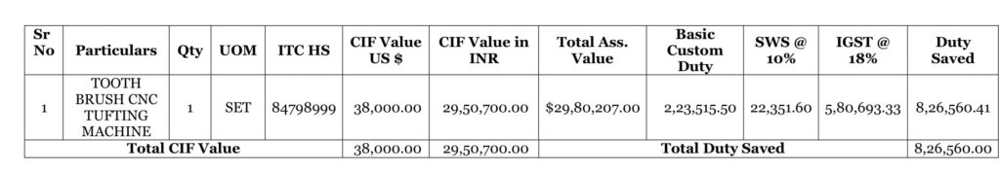 Sr No Particulars Qty UOM ITC HS CIF Value US $ CIF Value in INR Total Ass. Value Basic Custom Duty SWS @ 10% IGST @ 18% Duty Saved
1 TOOTH BRUSH CNC TUFTING MACHINE 1 SET 84798999 38,000.00 29,50,700.00 $29,80,207.00 2,23,515.50 22,351.60 5,80,693.33 8,26,560.41
Total CIF Value 38,000.00 29,50,700.00 Total Duty Saved 8,26,560.00